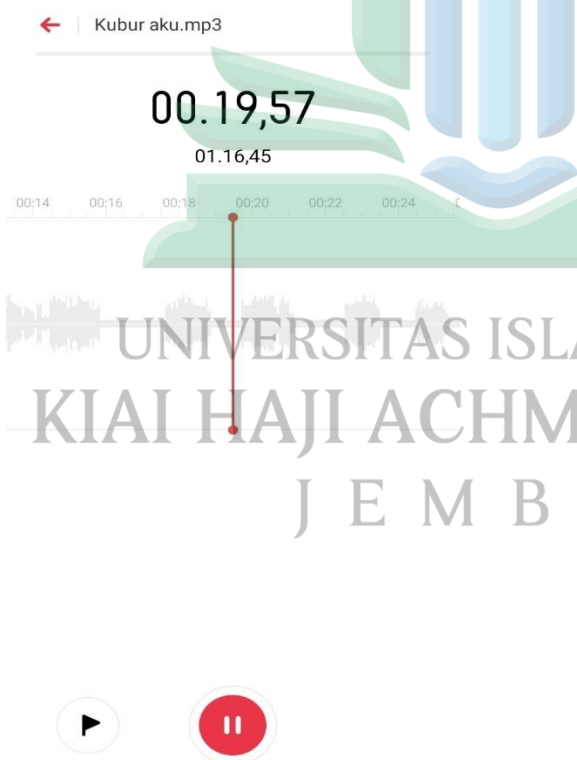 Kubur aku.mp3
00.19,57
01.16,45
00:14 00:16 00:18 00:20 00:22 00:24
UNIVERSITAS ISLA
KIAI HAJI ACHM
J E M B